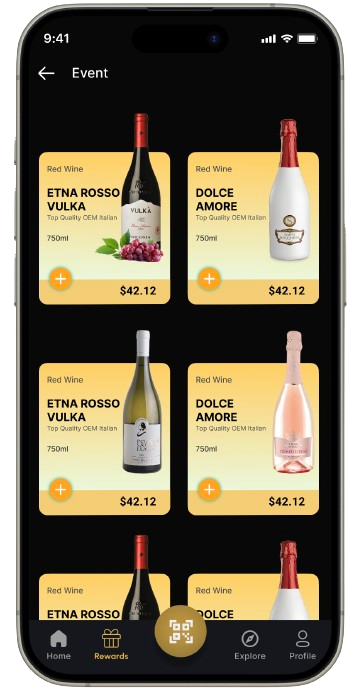 9:41
Event
Red Wine
ETNA ROSSO
VULKA
Top Quality OEM Italian
750ml
$42.12
VULKÀ
Red Wine
DOLCE
AMORE
Top Quality OEM Italian
750ml
$42.12
Red Wine
ETNA ROSSO
VULKA
Top Quality OEM Italian
750ml
$42.12
Red Wine
DOLCE
AMORE
Top Quality OEM Italian
750ml
$42.12
Red Wine
ETNA ROSSO
Red Wine
DOLCE
Home
Rewards
Explore
Profile